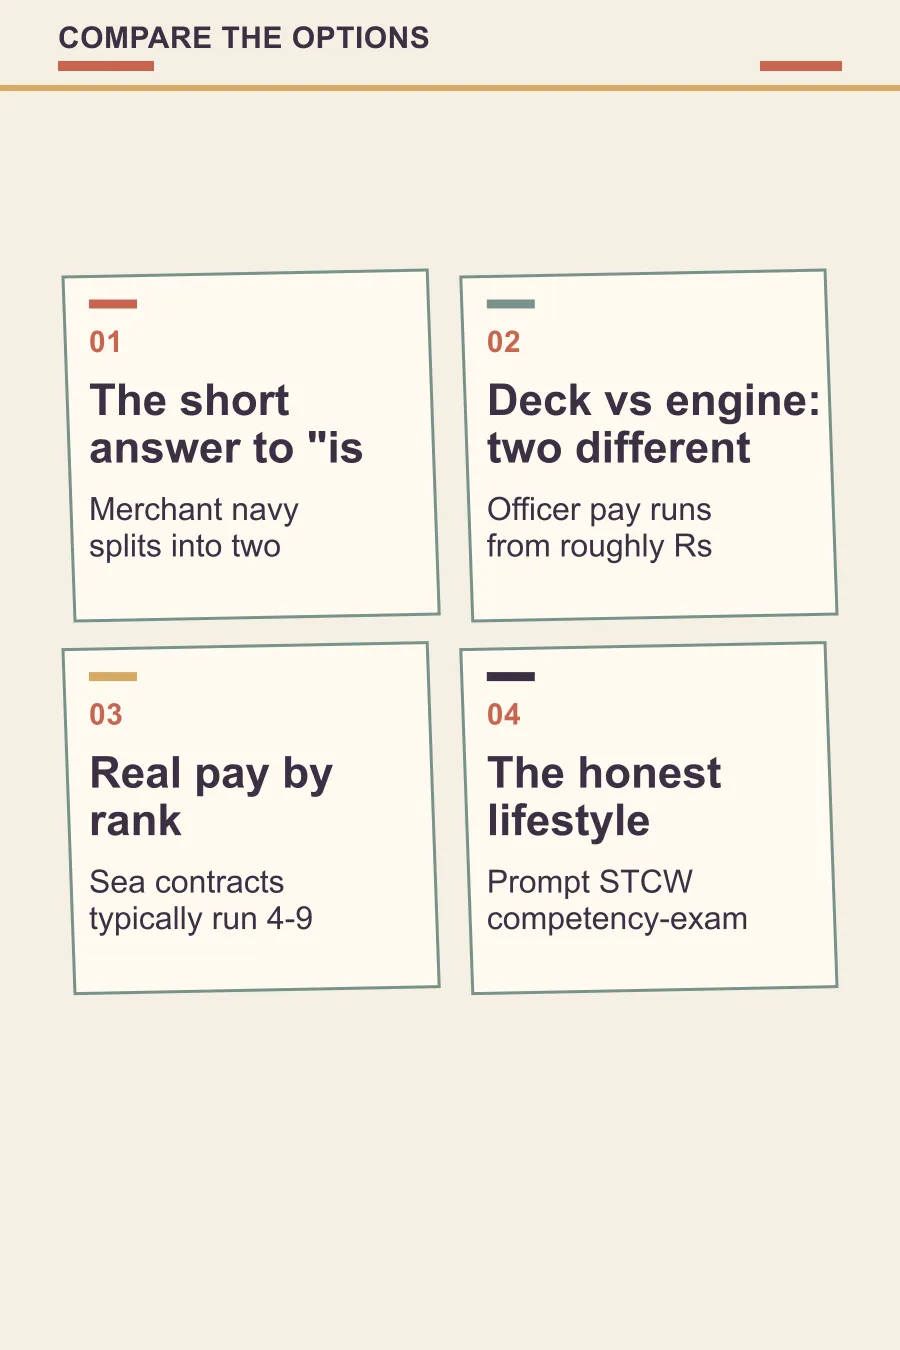 COMPARE THE OPTIONS
01
The short
answer to "is
Merchant navy
splits into two
02
Deck vs engine:
two different
Officer pay runs
from roughly Rs
03
Real pay by
rank
Sea contracts
typically run 4-9
04
The honest
lifestyle
Prompt STCW
competency-exam